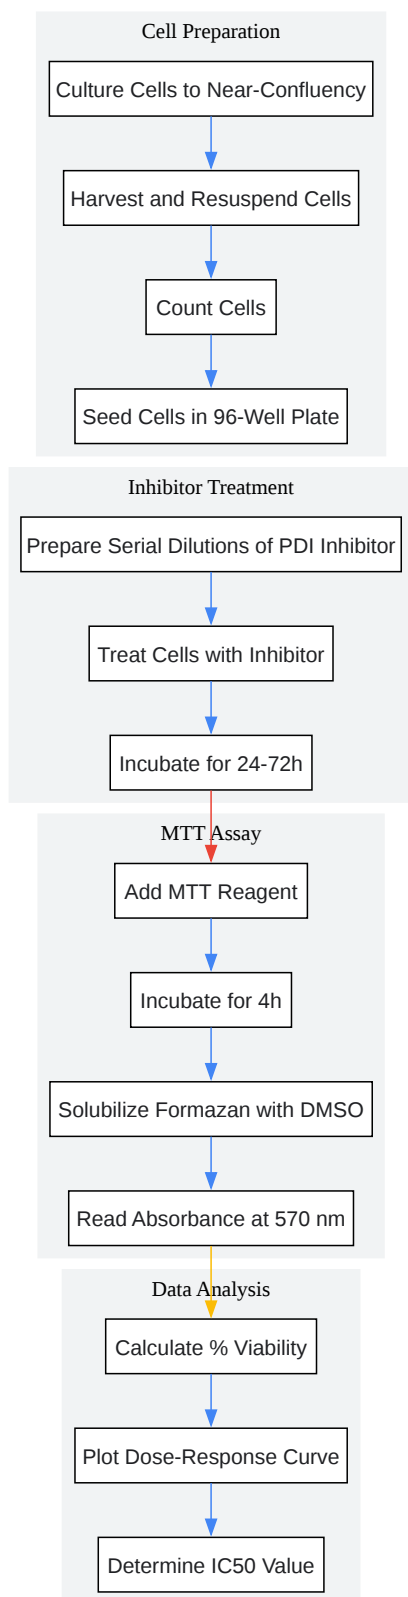 Cell Preparation
Culture Cells to Near-Confluency
Harvest and Resuspend Cells
Count Cells
Seed Cells in 96-Well Plate
Inhibitor Treatment
Prepare Serial Dilutions of PDI Inhibitor
Treat Cells with Inhibitor
Incubate for 24-72h
MTT Assay
Add MTT Reagent
Incubate for 4h
Solubilize Formazan with DMSO
Read Absorbance at 570 nm
Data Analysis
Calculate % Viability
Plot Dose-Response Curve
Determine IC50 Value